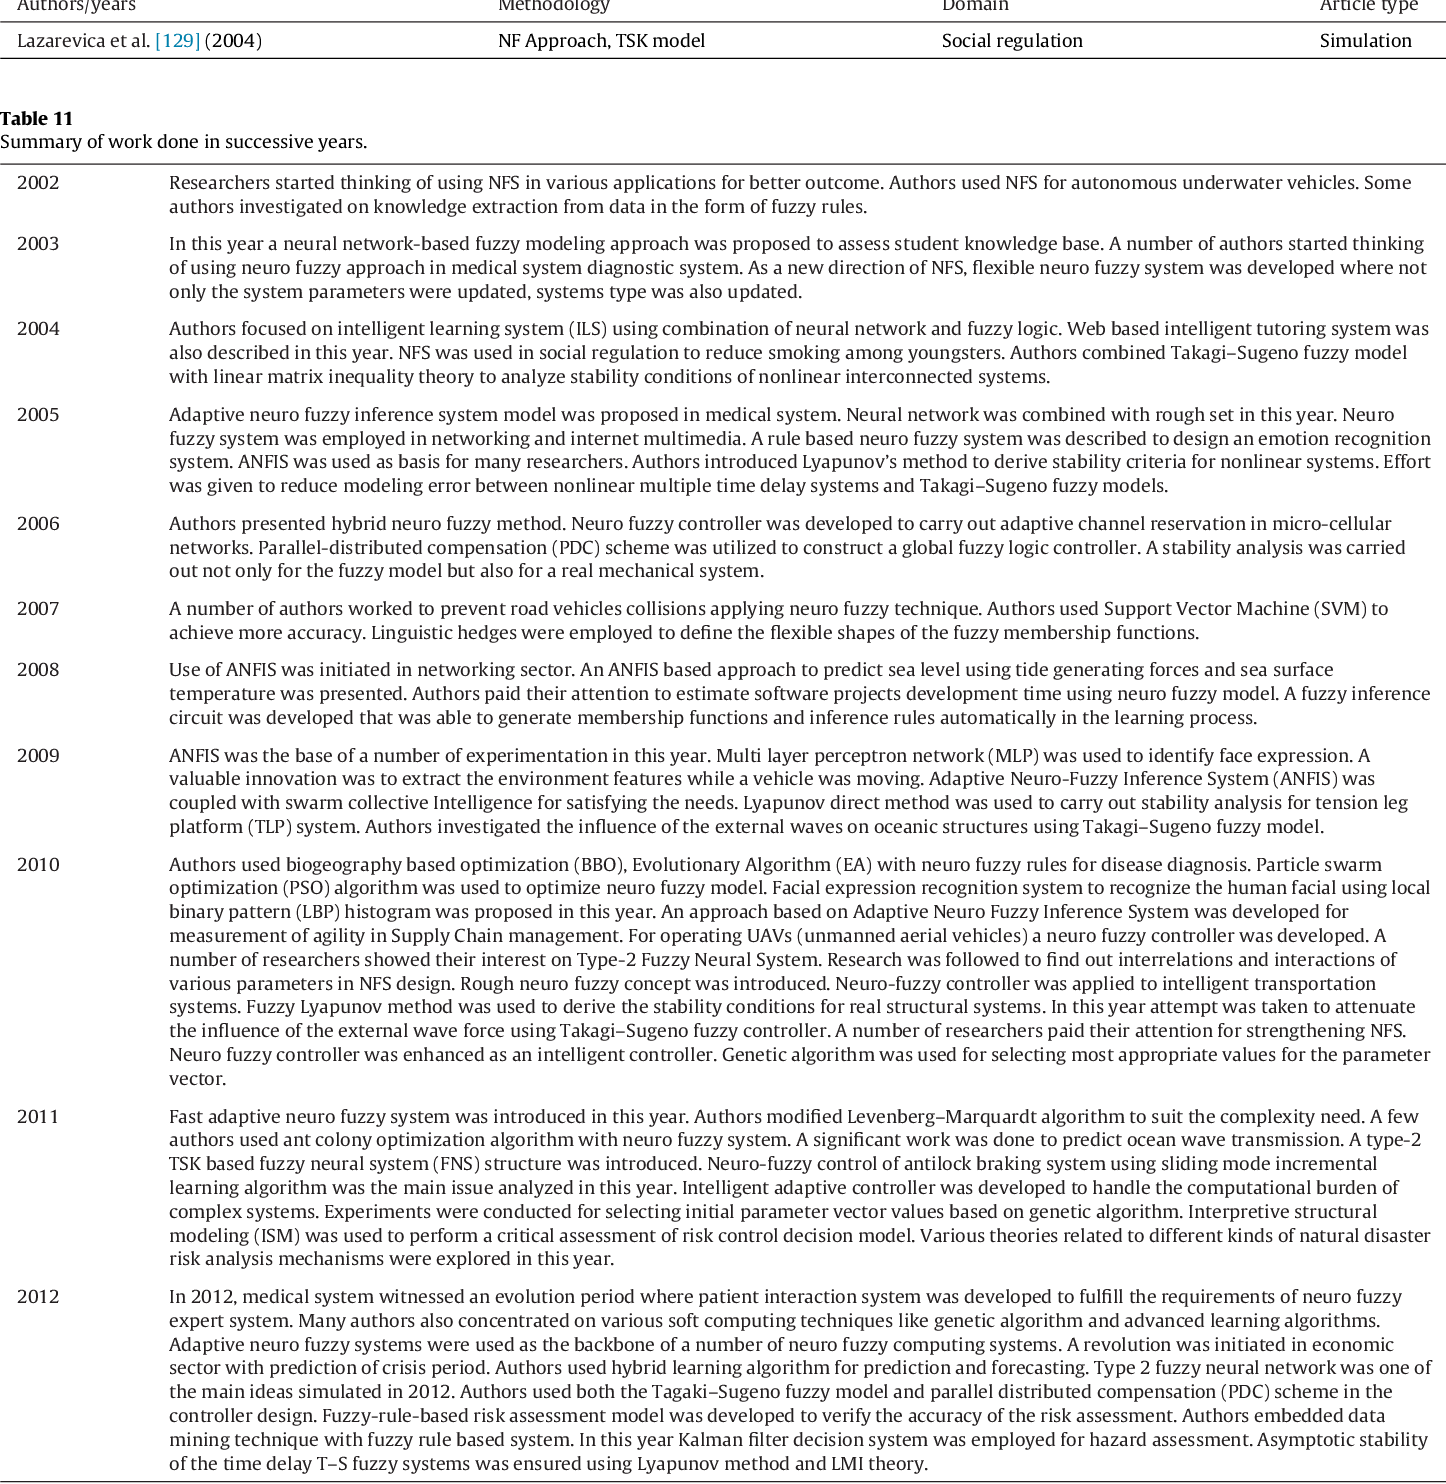 Authors/years Methodology Domain Article type
Lazarevica et al. [129] (2004) NF Approach, TSK model Social regulation Simulation
Table 11
Summary of work done in successive years.
2002 Researchers started thinking of using NFS in various applications for better outcome. Authors used NFS for autonomous underwater vehicles. Some
authors investigated on knowledge extraction from data in the form of fuzzy rules.
2003 In this year a neural network-based fuzzy modeling approach was proposed to assess student knowledge base. A number of authors started thinking
of using neuro fuzzy approach in medical system diagnostic system. As a new direction of NFS, flexible neuro fuzzy system was developed where not
only the system parameters were updated, systems type was also updated.
2004 Authors focused on intelligent learning system (ILS) using combination of neural network and fuzzy logic. Web based intelligent tutoring system was
also described in this year. NFS was used in social regulation to reduce smoking among youngsters. Authors combined Takagi–Sugeno fuzzy model
with linear matrix inequality theory to analyze stability conditions of nonlinear interconnected systems.
2005 Adaptive neuro fuzzy inference system model was proposed in medical system. Neural network was combined with rough set in this year. Neuro
fuzzy system was employed in networking and internet multimedia. A rule based neuro fuzzy system was described to design an emotion recognition
system. ANFIS was used as basis for many researchers. Authors introduced Lyapunov's method to derive stability criteria for nonlinear systems. Effort
was given to reduce modeling error between nonlinear multiple time delay systems and Takagi–Sugeno fuzzy models.
2006 Authors presented hybrid neuro fuzzy method. Neuro fuzzy controller was developed to carry out adaptive channel reservation in micro-cellular
networks. Parallel-distributed compensation (PDC) scheme was utilized to construct a global fuzzy logic controller. A stability analysis was carried
out not only for the fuzzy model but also for a real mechanical system.
2007 A number of authors worked to prevent road vehicles collisions applying neuro fuzzy technique. Authors used Support Vector Machine (SVM) to
achieve more accuracy. Linguistic hedges were employed to define the flexible shapes of the fuzzy membership functions.
2008 Use of ANFIS was initiated in networking sector. An ANFIS based approach to predict sea level using tide generating forces and sea surface
temperature was presented. Authors paid their attention to estimate software projects development time using neuro fuzzy model. A fuzzy inference
circuit was developed that was able to generate membership functions and inference rules automatically in the learning process.
2009 ANFIS was the base of a number of experimentation in this year. Multi layer perceptron network (MLP) was used to identify face expression. A
valuable innovation was to extract the environment features while a vehicle was moving. Adaptive Neuro-Fuzzy Inference System (ANFIS) was
coupled with swarm collective Intelligence for satisfying the needs. Lyapunov direct method was used to carry out stability analysis for tension leg
platform (TLP) system. Authors investigated the influence of the external waves on oceanic structures using Takagi–Sugeno fuzzy model.
2010 Authors used biogeography based optimization (BBO), Evolutionary Algorithm (EA) with neuro fuzzy rules for disease diagnosis. Particle swarm
optimization (PSO) algorithm was used to optimize neuro fuzzy model. Facial expression recognition system to recognize the human facial using local
binary pattern (LBP) histogram was proposed in this year. An approach based on Adaptive Neuro Fuzzy Inference System was developed for
measurement of agility in Supply Chain management. For operating UAVs (unmanned aerial vehicles) a neuro fuzzy controller was developed. A
number of researchers showed their interest on Type-2 Fuzzy Neural System. Research was followed to find out interrelations and interactions of
various parameters in NFS design. Rough neuro fuzzy concept was introduced. Neuro-fuzzy controller was applied to intelligent transportation
systems. Fuzzy Lyapunov method was used to derive the stability conditions for real structural systems. In this year attempt was taken to attenuate
the influence of the external wave force using Takagi–Sugeno fuzzy controller. A number of researchers paid their attention for strengthening NFS.
Neuro fuzzy controller was enhanced as an intelligent controller. Genetic algorithm was used for selecting most appropriate values for the parameter
vector.
2011 Fast adaptive neuro fuzzy system was introduced in this year. Authors modified Levenberg–Marquardt algorithm to suit the complexity need. A few
authors used ant colony optimization algorithm with neuro fuzzy system. A significant work was done to predict ocean wave transmission. A type-2
TSK based fuzzy neural system (FNS) structure was introduced. Neuro-fuzzy control of antilock braking system using sliding mode incremental
learning algorithm was the main issue analyzed in this year. Intelligent adaptive controller was developed to handle the computational burden of
complex systems. Experiments were conducted for selecting initial parameter vector values based on genetic algorithm. Interpretive structural
modeling (ISM) was used to perform a critical assessment of risk control decision model. Various theories related to different kinds of natural disaster
risk analysis mechanisms were explored in this year.
2012 In 2012, medical system witnessed an evolution period where patient interaction system was developed to fulfill the requirements of neuro fuzzy
expert system. Many authors also concentrated on various soft computing techniques like genetic algorithm and advanced learning algorithms.
Adaptive neuro fuzzy systems were used as the backbone of a number of neuro fuzzy computing systems. A revolution was initiated in economic
sector with prediction of crisis period. Authors used hybrid learning algorithm for prediction and forecasting. Type 2 fuzzy neural network was one of
the main ideas simulated in 2012. Authors used both the Tagaki–Sugeno fuzzy model and parallel distributed compensation (PDC) scheme in the
controller design. Fuzzy-rule-based risk assessment model was developed to verify the accuracy of the risk assessment. Authors embedded data
mining technique with fuzzy rule based system. In this year Kalman filter decision system was employed for hazard assessment. Asymptotic stability
of the time delay T–S fuzzy systems was ensured using Lyapunov method and LMI theory.